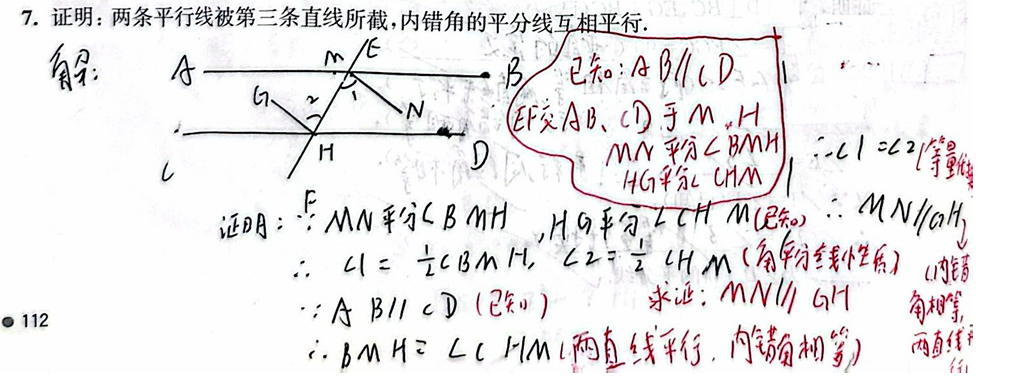 7. 证明：两条平行线被第三条直线所截,内错角的平分线互相平行.
解:
A M E B
G 2 1 N
C H D
F
已知: AB∥CD
EF交AB、CD于M、H
MN平分∠BMH
HG平分∠CHM
证明: ∵ MN平分∠BMH ,HG平分∠CHM(已知)
∴ ∠1= 1/2∠BMH, ∠2= 1/2 ∠HM(角平分线性质)
∵ AB∥CD (已知)
求证: MN∥GH
∴ BMH= ∠CHM(两直线平行，内错角相等)
∴∠1=∠2(等量代换
∴ MN∥GH
(内错
角相等,
两直线平
行)
112